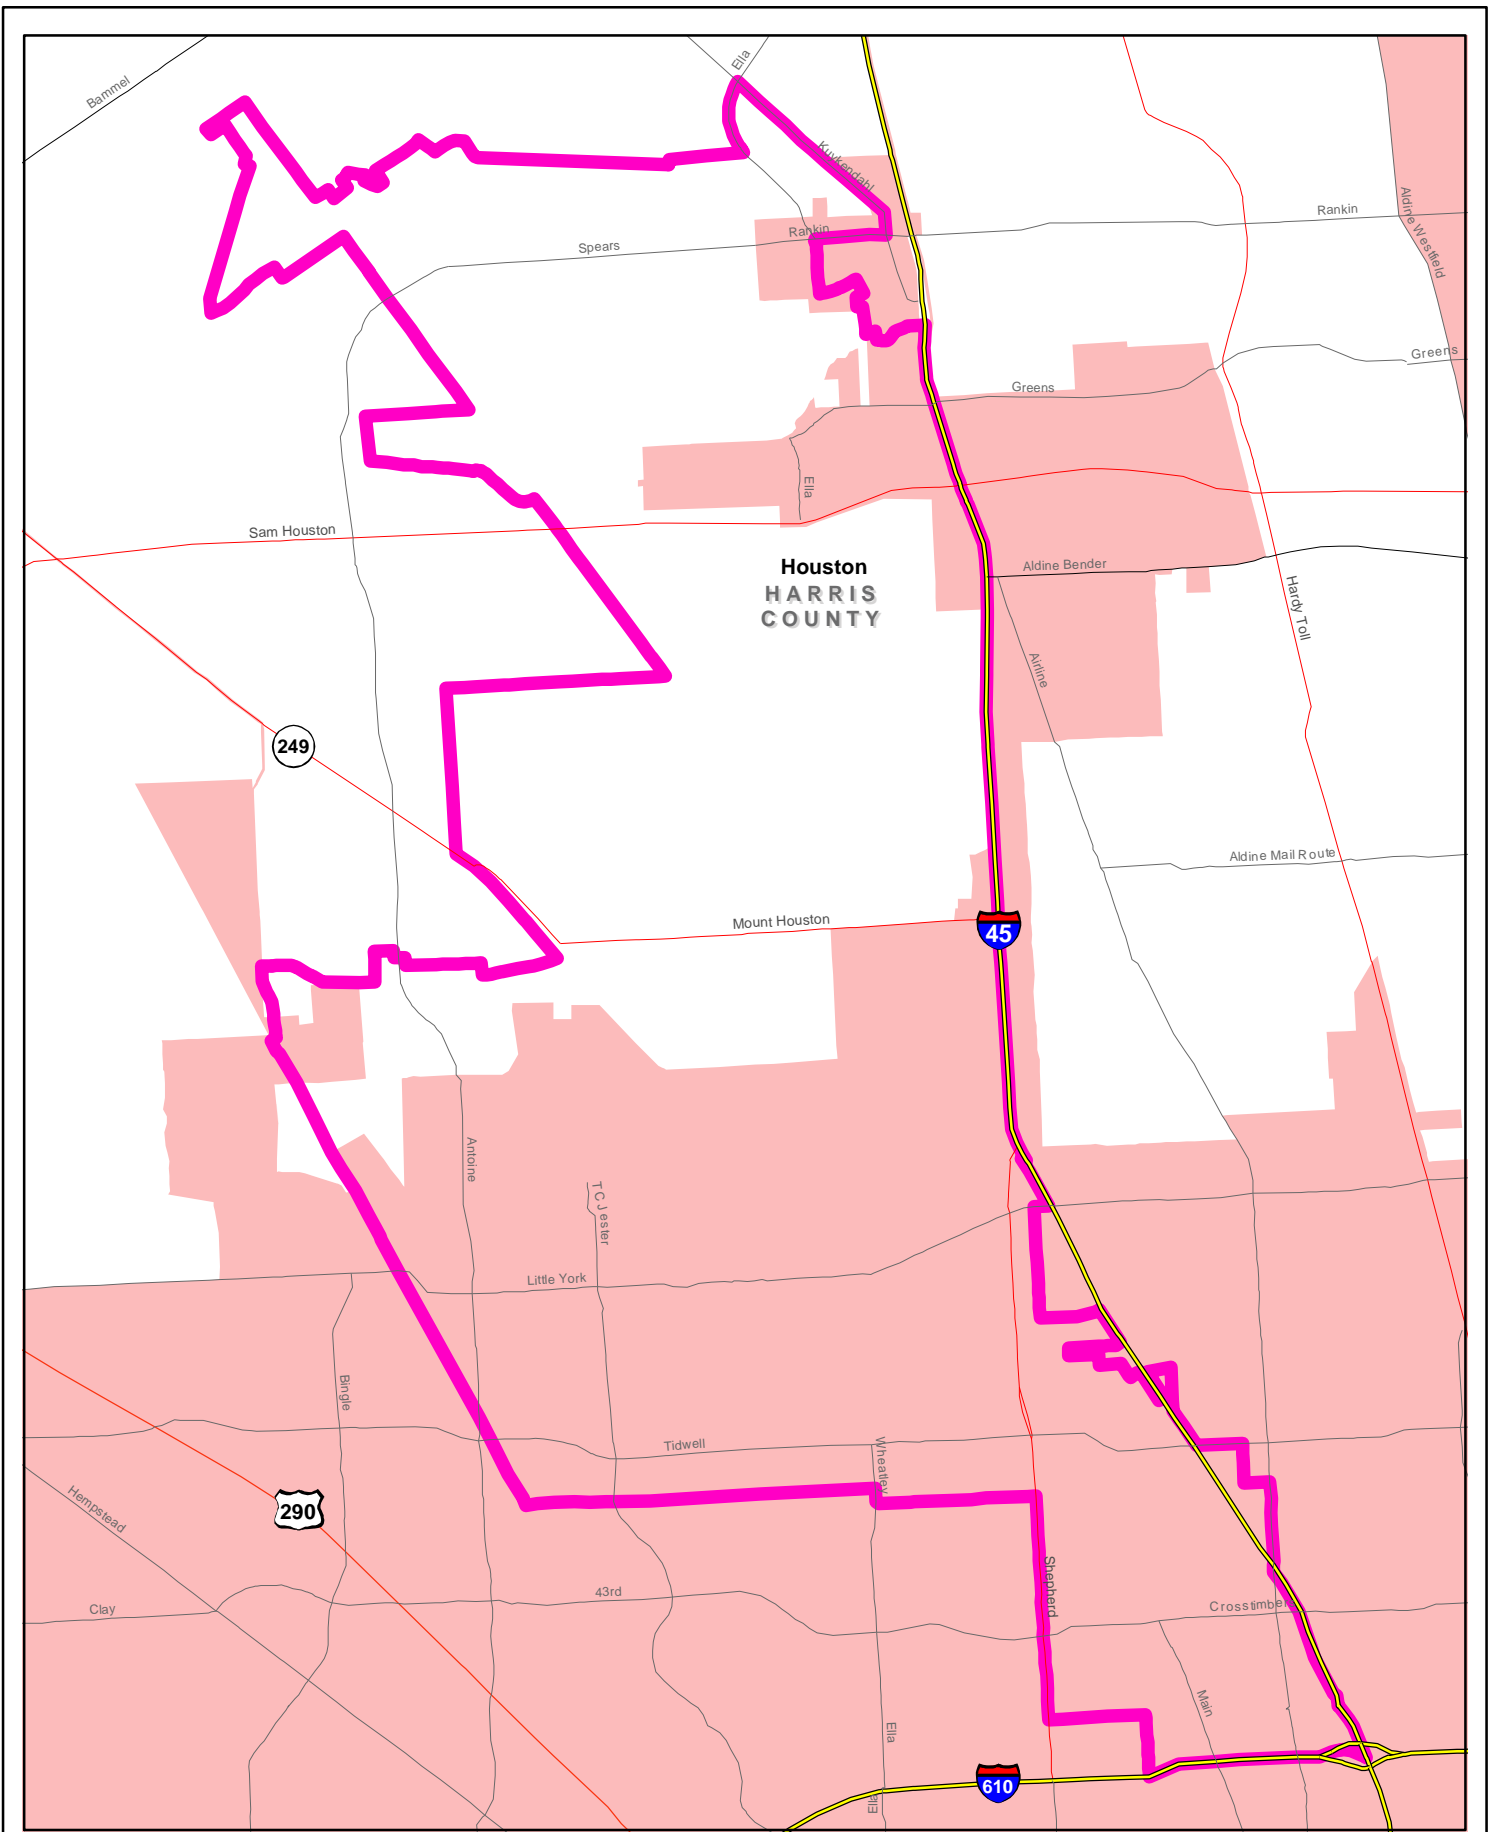 Ella
Bammel
Kuykendahl
Aldine Westfield
Rankin
Rankin
Spears
Greens
Greens
Ella
Sam Houston
Houston
HARRIS
COUNTY
Aldine Bender
Hardy Toll
Airline
249
Aldine Mail Route
Mount Houston
45
Antoine
T C Jester
Little York
Bingle
Tidwell
Wheatley
Hempstead
290
Shepherd
43rd
Clay
Crosstimber
Main
Ella
610
Ella